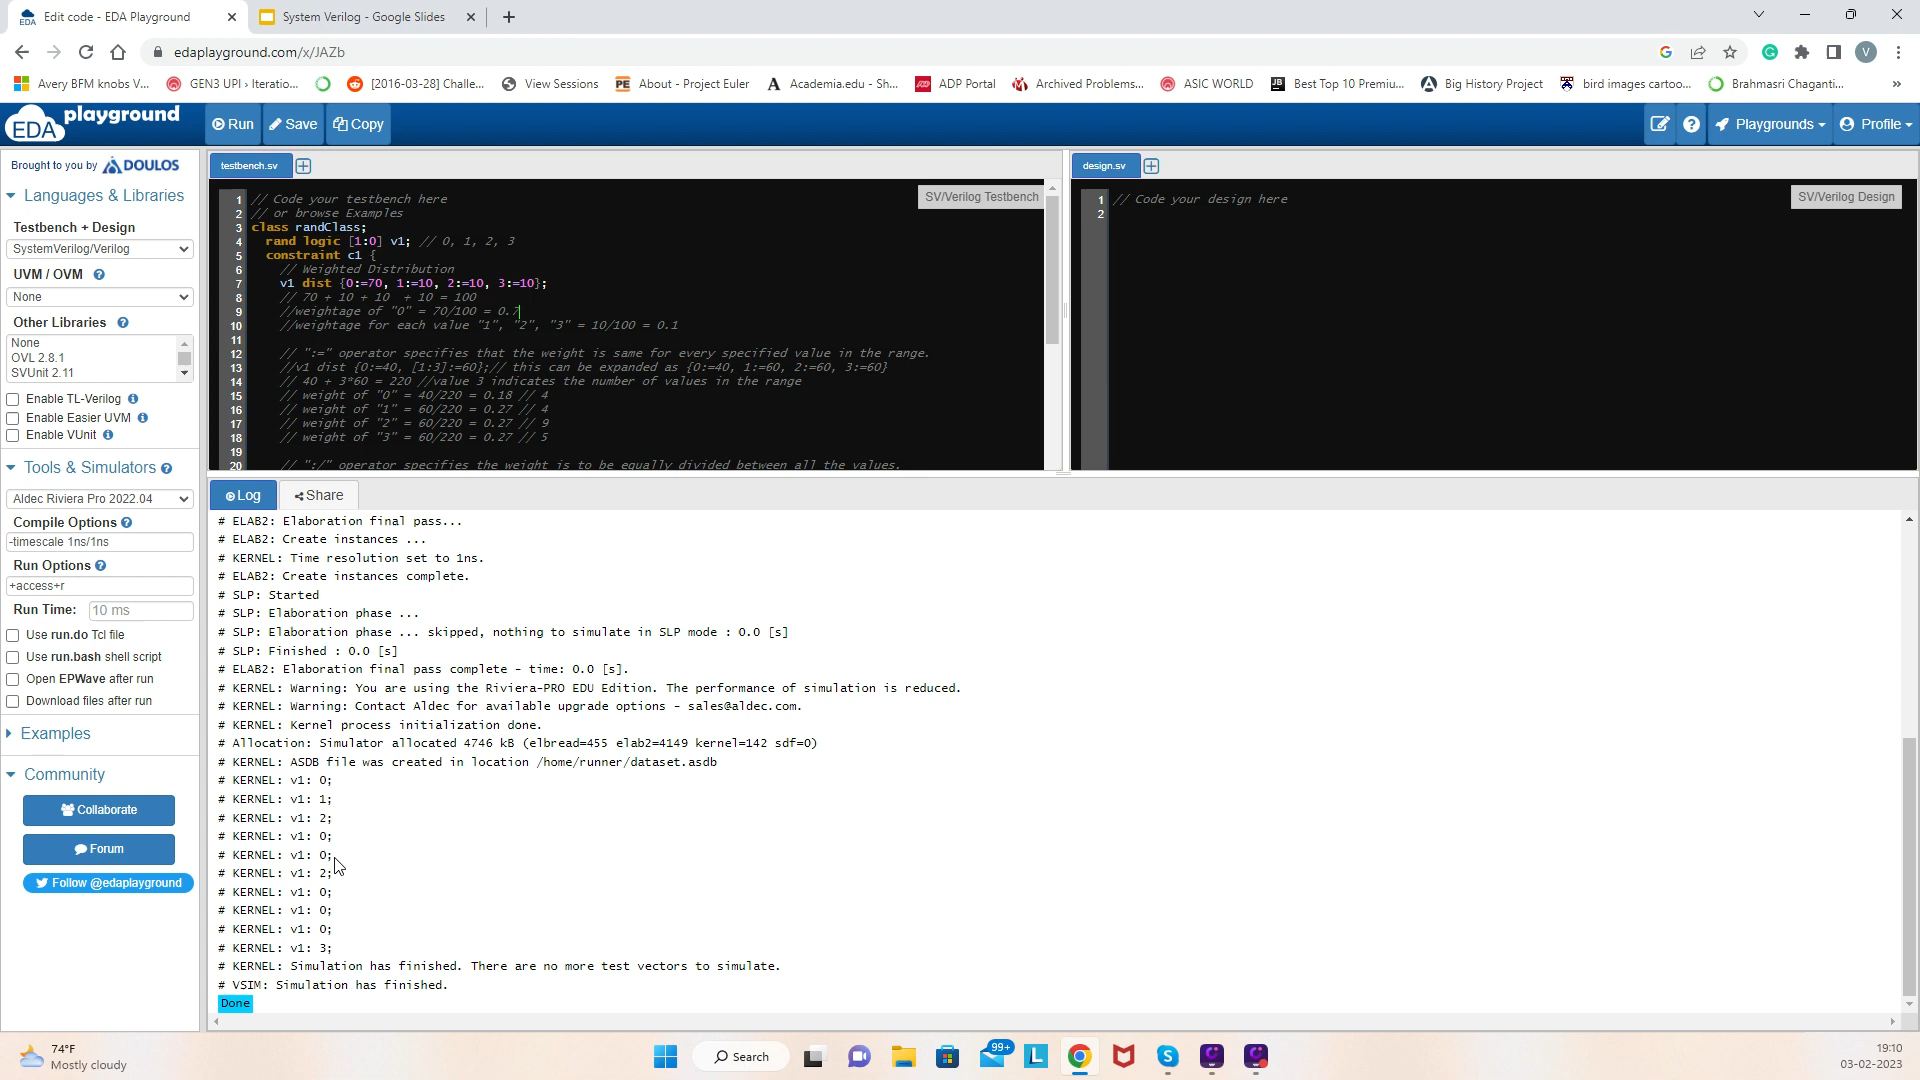 Edit code - EDA Playground
System Verilog - Google Slides
edaplayground.com/x/JAZb
V
Avery BFM knobs V...
GEN3 UPI › Iteratio...
[2016-03-28] Challe...
View Sessions
PE About - Project Euler
A Academia.edu - Sh...
ADP Portal
Archived Problems...
ASIC WORLD
JB Best Top 10 Premiu...
Big History Project
bird images cartoo...
Brahmasri Chaganti...
»
EDA playground
Run
Save
Copy
Playgrounds
Profile
Brought to you by DOULOS
Languages & Libraries
Testbench + Design
SystemVerilog/Verilog
UVM / OVM
None
Other Libraries
None
OVL 2.8.1
SVUnit 2.11
Enable TL-Verilog
Enable Easier UVM
Enable VUnit
Tools & Simulators
Aldec Riviera Pro 2022.04
Compile Options
-timescale 1ns/1ns
Run Options
+access+r
Run Time: 10 ms
Use run.do Tcl file
Use run.bash shell script
Open EPWave after run
Download files after run
Examples
Community
Collaborate
Forum
Follow @edaplayground
testbench.sv
SV/Verilog Testbench
1 // Code your testbench here
2 // or browse Examples
3 class randClass;
4 rand logic [1:0] v1; // 0, 1, 2, 3
5 constraint c1 {
6 // Weighted Distribution
7 v1 dist {0:=70, 1:=10, 2:=10, 3:=10};
8 // 70 + 10 + 10 + 10 = 100
9 //weightage of "0" = 70/100 = 0.7
10 //weightage for each value "1", "2", "3" = 10/100 = 0.1
11
12 // ":=" operator specifies that the weight is same for every specified value in the range.
13 //v1 dist {0:=40, [1:3]:=60};// this can be expanded as {0:=40, 1:=60, 2:=60, 3:=60}
14 // 40 + 3*60 = 220 //value 3 indicates the number of values in the range
15 // weight of "0" = 40/220 = 0.18 // 4
16 // weight of "1" = 60/220 = 0.27 // 4
17 // weight of "2" = 60/220 = 0.27 // 9
18 // weight of "3" = 60/220 = 0.27 // 5
19
20 // ":/" operator specifies the weight is to be equally divided between all the values.
design.sv
SV/Verilog Design
1 // Code your design here
2
Log
Share
# ELAB2: Elaboration final pass...
# ELAB2: Create instances ...
# KERNEL: Time resolution set to 1ns.
# ELAB2: Create instances complete.
# SLP: Started
# SLP: Elaboration phase ...
# SLP: Elaboration phase ... skipped, nothing to simulate in SLP mode : 0.0 [s]
# SLP: Finished : 0.0 [s]
# ELAB2: Elaboration final pass complete - time: 0.0 [s].
# KERNEL: Warning: You are using the Riviera-PRO EDU Edition. The performance of simulation is reduced.
# KERNEL: Warning: Contact Aldec for available upgrade options - sales@aldec.com.
# KERNEL: Kernel process initialization done.
# Allocation: Simulator allocated 4746 kB (elbread=455 elab2=4149 kernel=142 sdf=0)
# KERNEL: ASDB file was created in location /home/runner/dataset.asdb
# KERNEL: v1: 0;
# KERNEL: v1: 1;
# KERNEL: v1: 2;
# KERNEL: v1: 0;
# KERNEL: v1: 0;
# KERNEL: v1: 2;
# KERNEL: v1: 0;
# KERNEL: v1: 0;
# KERNEL: v1: 0;
# KERNEL: v1: 3;
# KERNEL: Simulation has finished. There are no more test vectors to simulate.
# VSIM: Simulation has finished.
Done
74°F
Mostly cloudy
Search
99+
L
S
19:10
03-02-2023